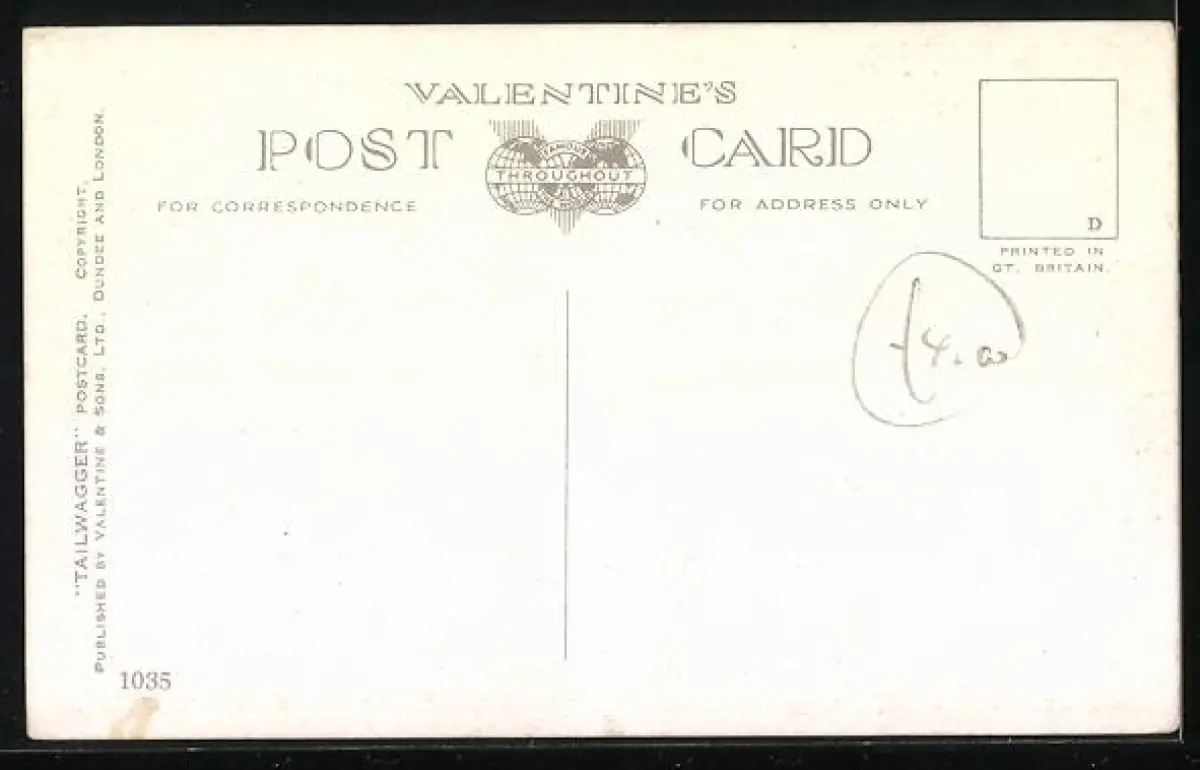 VALENTINE'S
POST CARD
FAMOUS
THROUGHOUT
FOR CORRESPONDENCE
FOR ADDRESS ONLY
D
PRINTED IN
GT. BRITAIN.
"TAILWAGGER" POSTCARD. COPYRIGHT.
PUBLISHED BY VALENTINE & SONS, LTD., DUNDEE AND LONDON.
1035